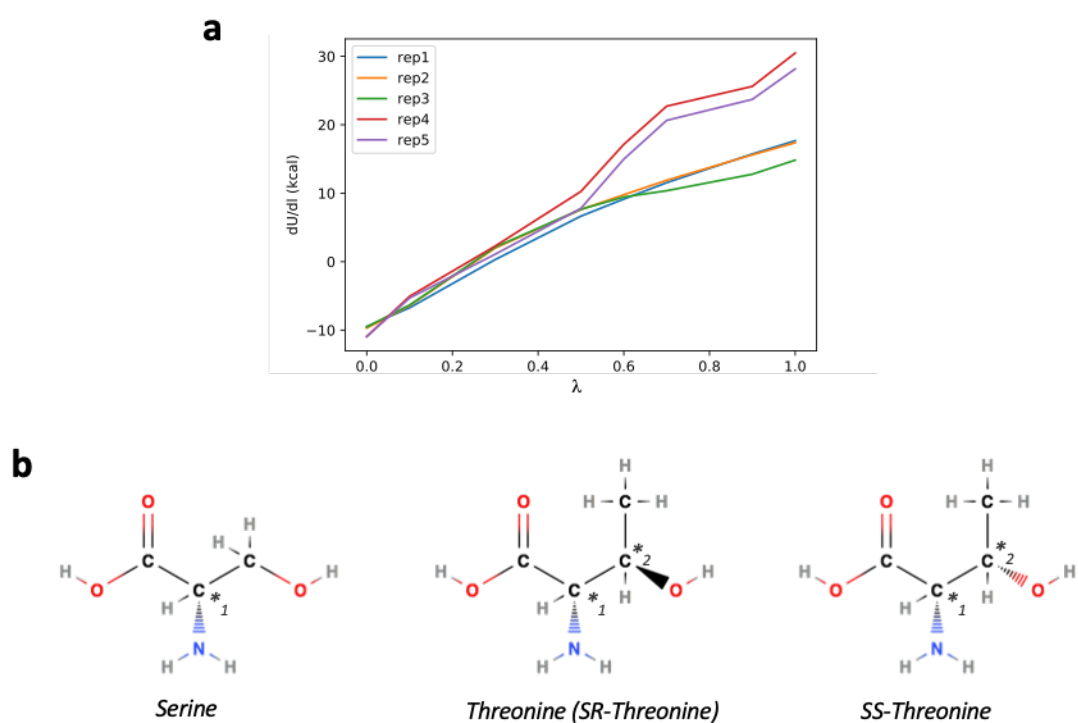 a
30
20
10
0
−10
dU/dl (kcal)
rep1
rep2
rep3
rep4
rep5
0.0 0.2 0.4 0.6 0.8 1.0
λ
b
O
H O C C H H H C * 1 O H N H H
Serine
H
H C H
O
H O C C * 2 H C * 1 H O H N H H
Threonine (SR-Threonine)
H
H C H
O
H O C C * 2 H C * 1 H O H N H H
SS-Threonine